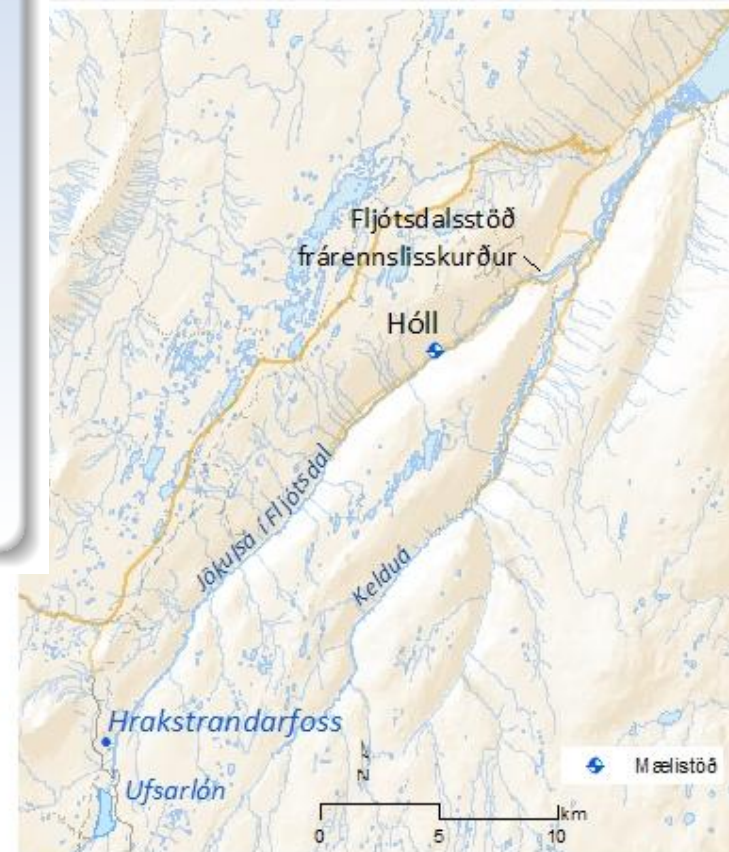 Fljótsdalsstöð
frárennslisskurður
Hóll
Jökulsá í Fljótsdal
Kelduá
Hrakstrandarfoss
Ufsarlón
N
Mælistöð
km
0 5 10